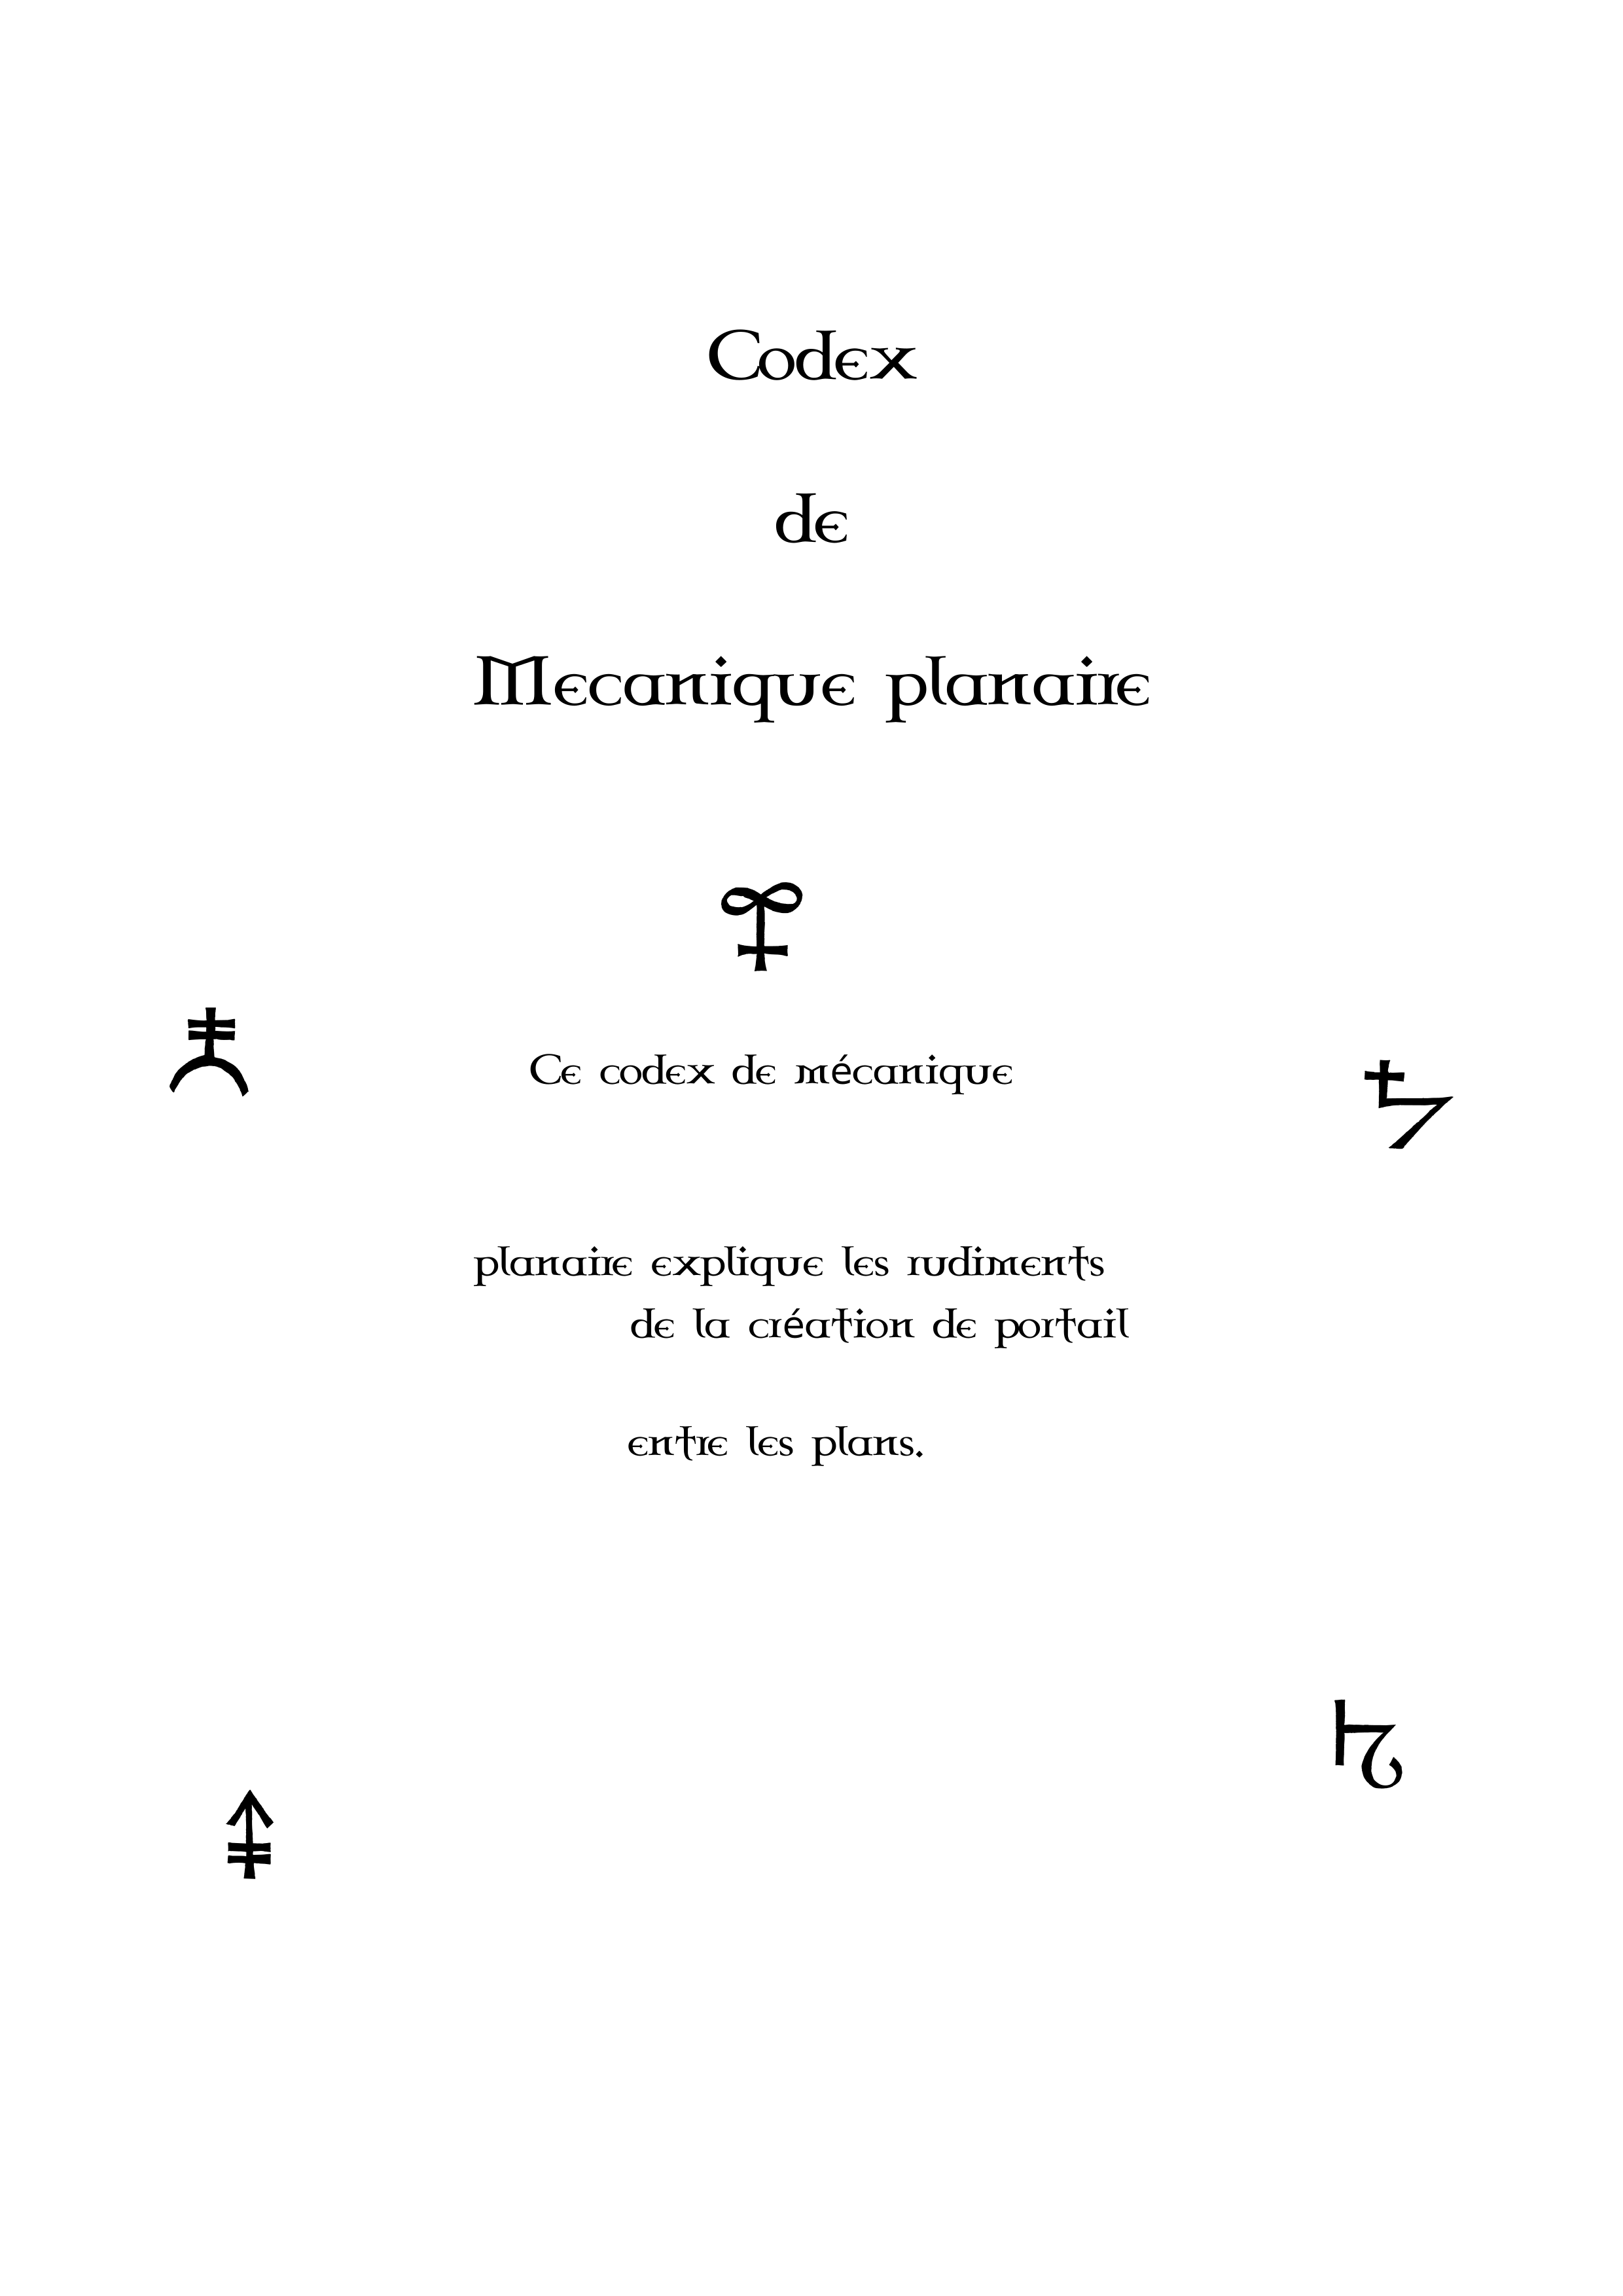 Codex
de
Mecanique planaire
Ce codex de mécanique
planaire explique les rudiments
de la création de portail
entre les plans.